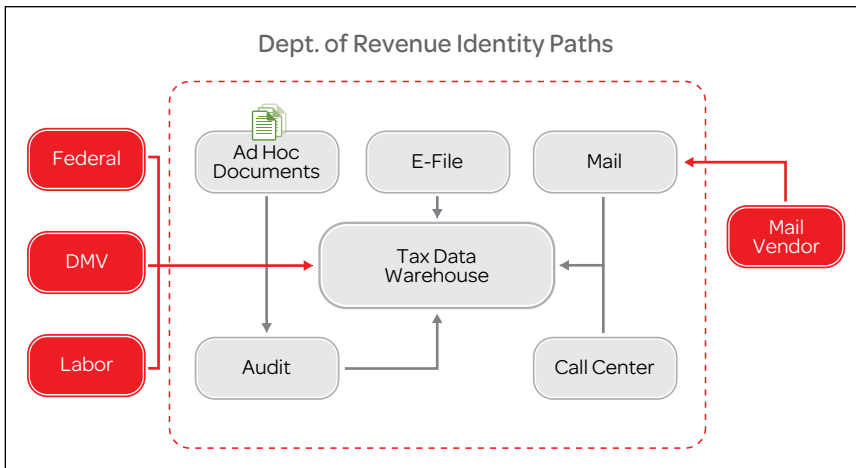 Dept. of Revenue Identity Paths
Federal
Ad Hoc
Documents
E-File
Mail
DMV
Tax Data
Warehouse
Mail
Vendor
Labor
Audit
Call Center